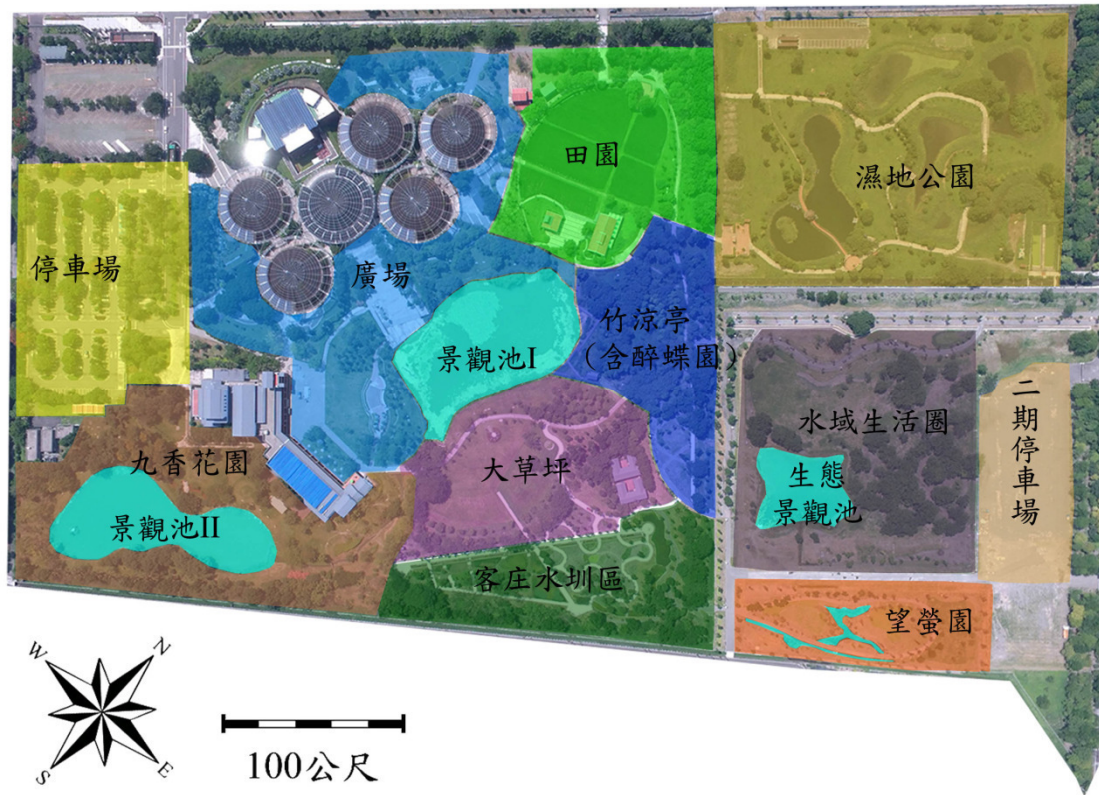 田園
濕地公園
停車場
廣場
竹涼亭
（含醉蝶園）
景觀池I
二期停車場
水域生活圈
九香花園
大草坪
生態
景觀池
景觀池II
客庄水圳區
望螢園
W
N
S
E
100公尺